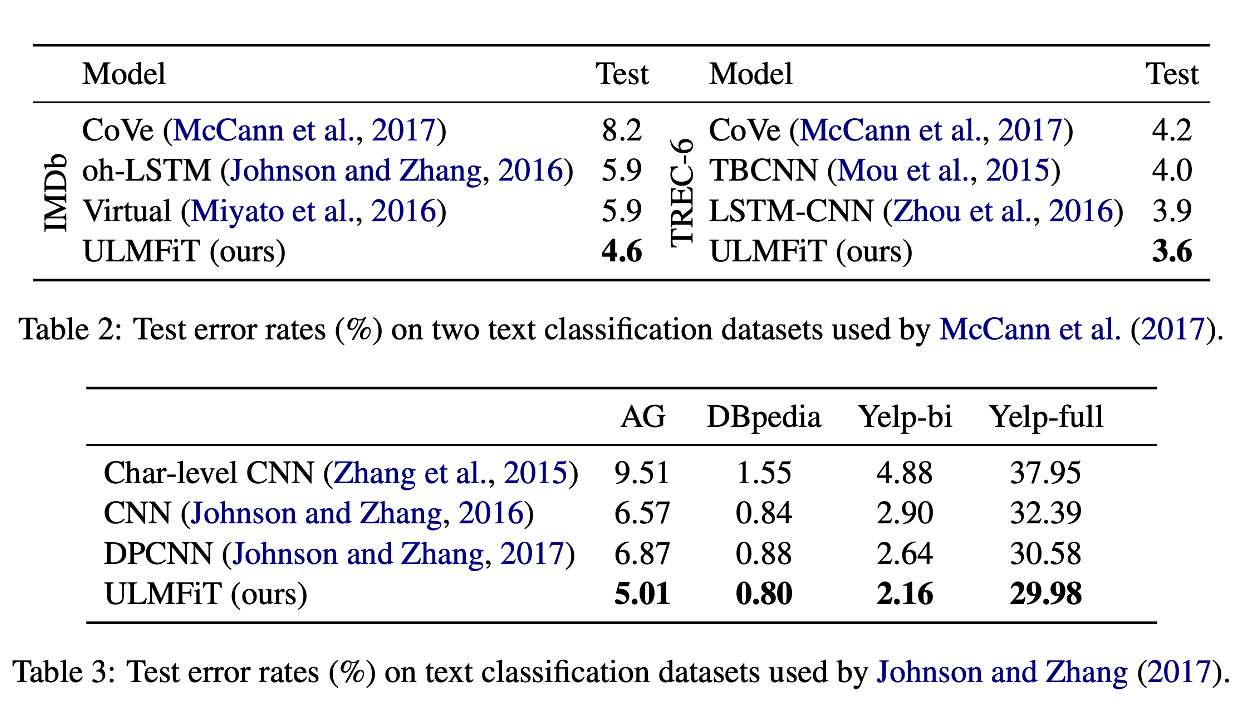 Model Test Model Test
IMDb
CoVe (McCann et al., 2017) 8.2
oh-LSTM (Johnson and Zhang, 2016) 5.9
Virtual (Miyato et al., 2016) 5.9
ULMFiT (ours) 4.6
TREC-6
CoVe (McCann et al., 2017) 4.2
TBCNN (Mou et al., 2015) 4.0
LSTM-CNN (Zhou et al., 2016) 3.9
ULMFiT (ours) 3.6
Table 2: Test error rates (%) on two text classification datasets used by McCann et al. (2017).
AG DBpedia Yelp-bi Yelp-full
Char-level CNN (Zhang et al., 2015) 9.51 1.55 4.88 37.95
CNN (Johnson and Zhang, 2016) 6.57 0.84 2.90 32.39
DPCNN (Johnson and Zhang, 2017) 6.87 0.88 2.64 30.58
ULMFiT (ours) 5.01 0.80 2.16 29.98
Table 3: Test error rates (%) on text classification datasets used by Johnson and Zhang (2017).